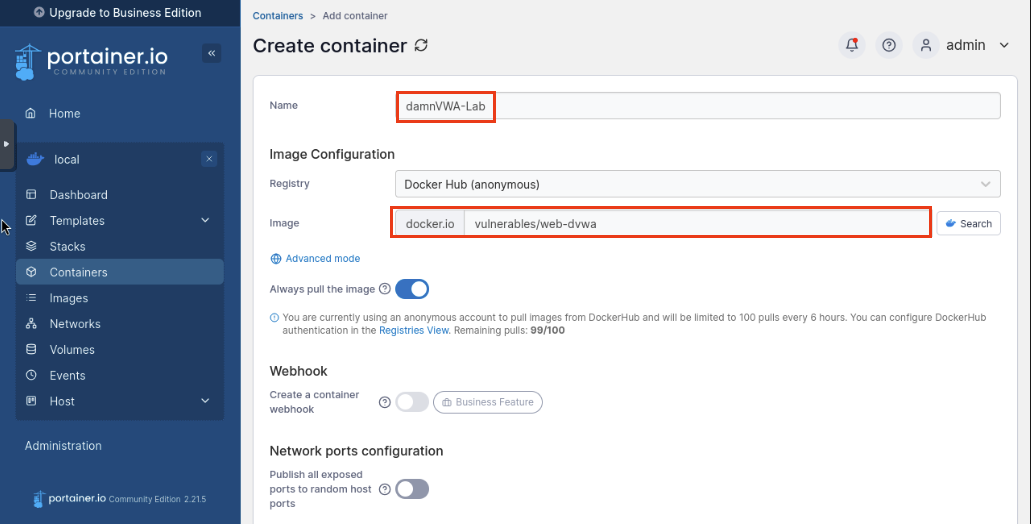 Upgrade to Business Edition
portainer.io
COMMUNITY EDITION
Home
local
Dashboard
Templates
Stacks
Containers
Images
Networks
Volumes
Events
Host
Administration
portainer.io Community Edition 2.21.5
Containers > Add container
Create container
admin
Name
damnVWA-Lab
Image Configuration
Registry
Docker Hub (anonymous)
Image
docker.io
vulnerables/web-dvwa
Search
Advanced mode
Always pull the image
You are currently using an anonymous account to pull images from DockerHub and will be limited to 100 pulls every 6 hours. You can configure DockerHub
authentication in the Registries View. Remaining pulls: 99/100
Webhook
Create a container
webhook
Business Feature
Network ports configuration
Publish all exposed
ports to random host
ports